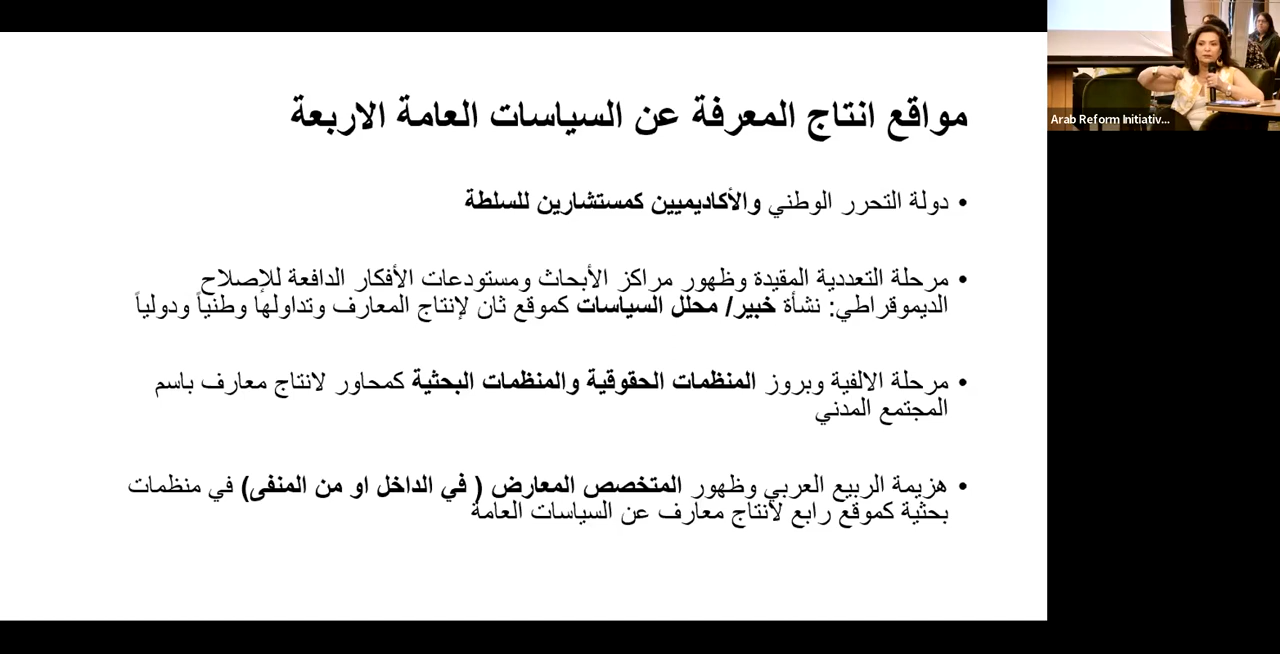 مواقع انتاج المعرفة عن السياسات العامة الاربعة
• دولة التحرر الوطني والأكاديميين كمستشارين للسلطة
• مرحلة التعددية المقيدة وظهور مراكز الأبحاث ومستودعات الأفكار الدافعة للإصلاح
الديموقراطي: نشأة خبير/ محلل السياسات كموقع ثان لإنتاج المعارف وتداولها وطنياً ودولياً
• مرحلة الالفية وبروز المنظمات الحقوقية والمنظمات البحثية كمحاور لانتاج معارف باسم
المجتمع المدني
• هزيمة الربيع العربي وظهور المتخصص المعارض ( في الداخل او من المنفى) في منظمات
بحثية كموقع رابع لانتاج معارف عن السياسات العامة
Arab Reform Initiativ...